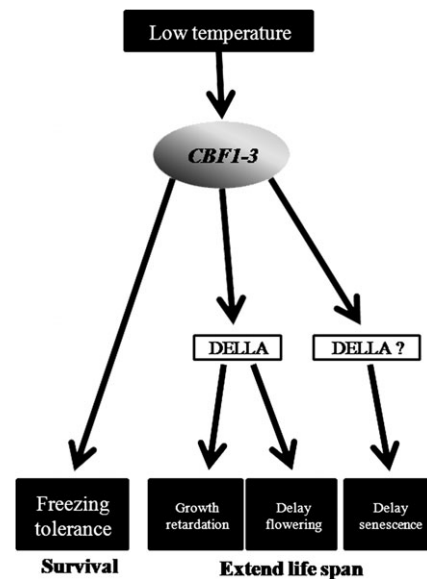 Low temperature
CBF1-3
DELLA
DELLA ?
Freezing
tolerance
Growth
retardation
Delay
flowering
Delay
senescence
Survival
Extend life span